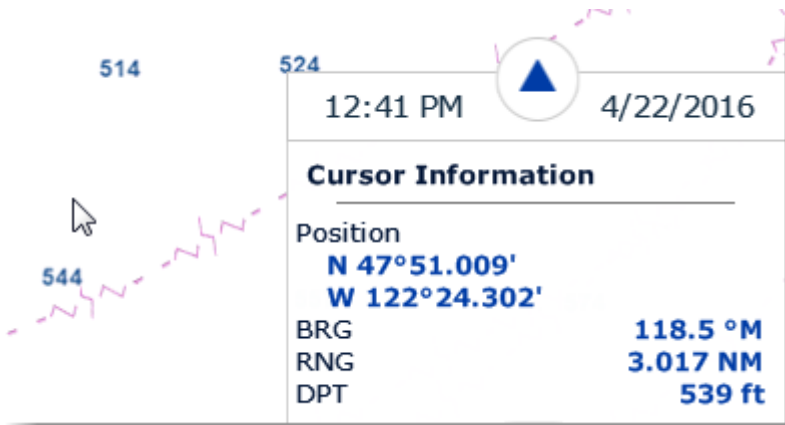 514
524
12:41 PM 4/22/2016
Cursor Information
Position
N 47°51.009'
W 122°24.302'
544
BRG 118.5 °M
RNG 3.017 NM
DPT 539 ft